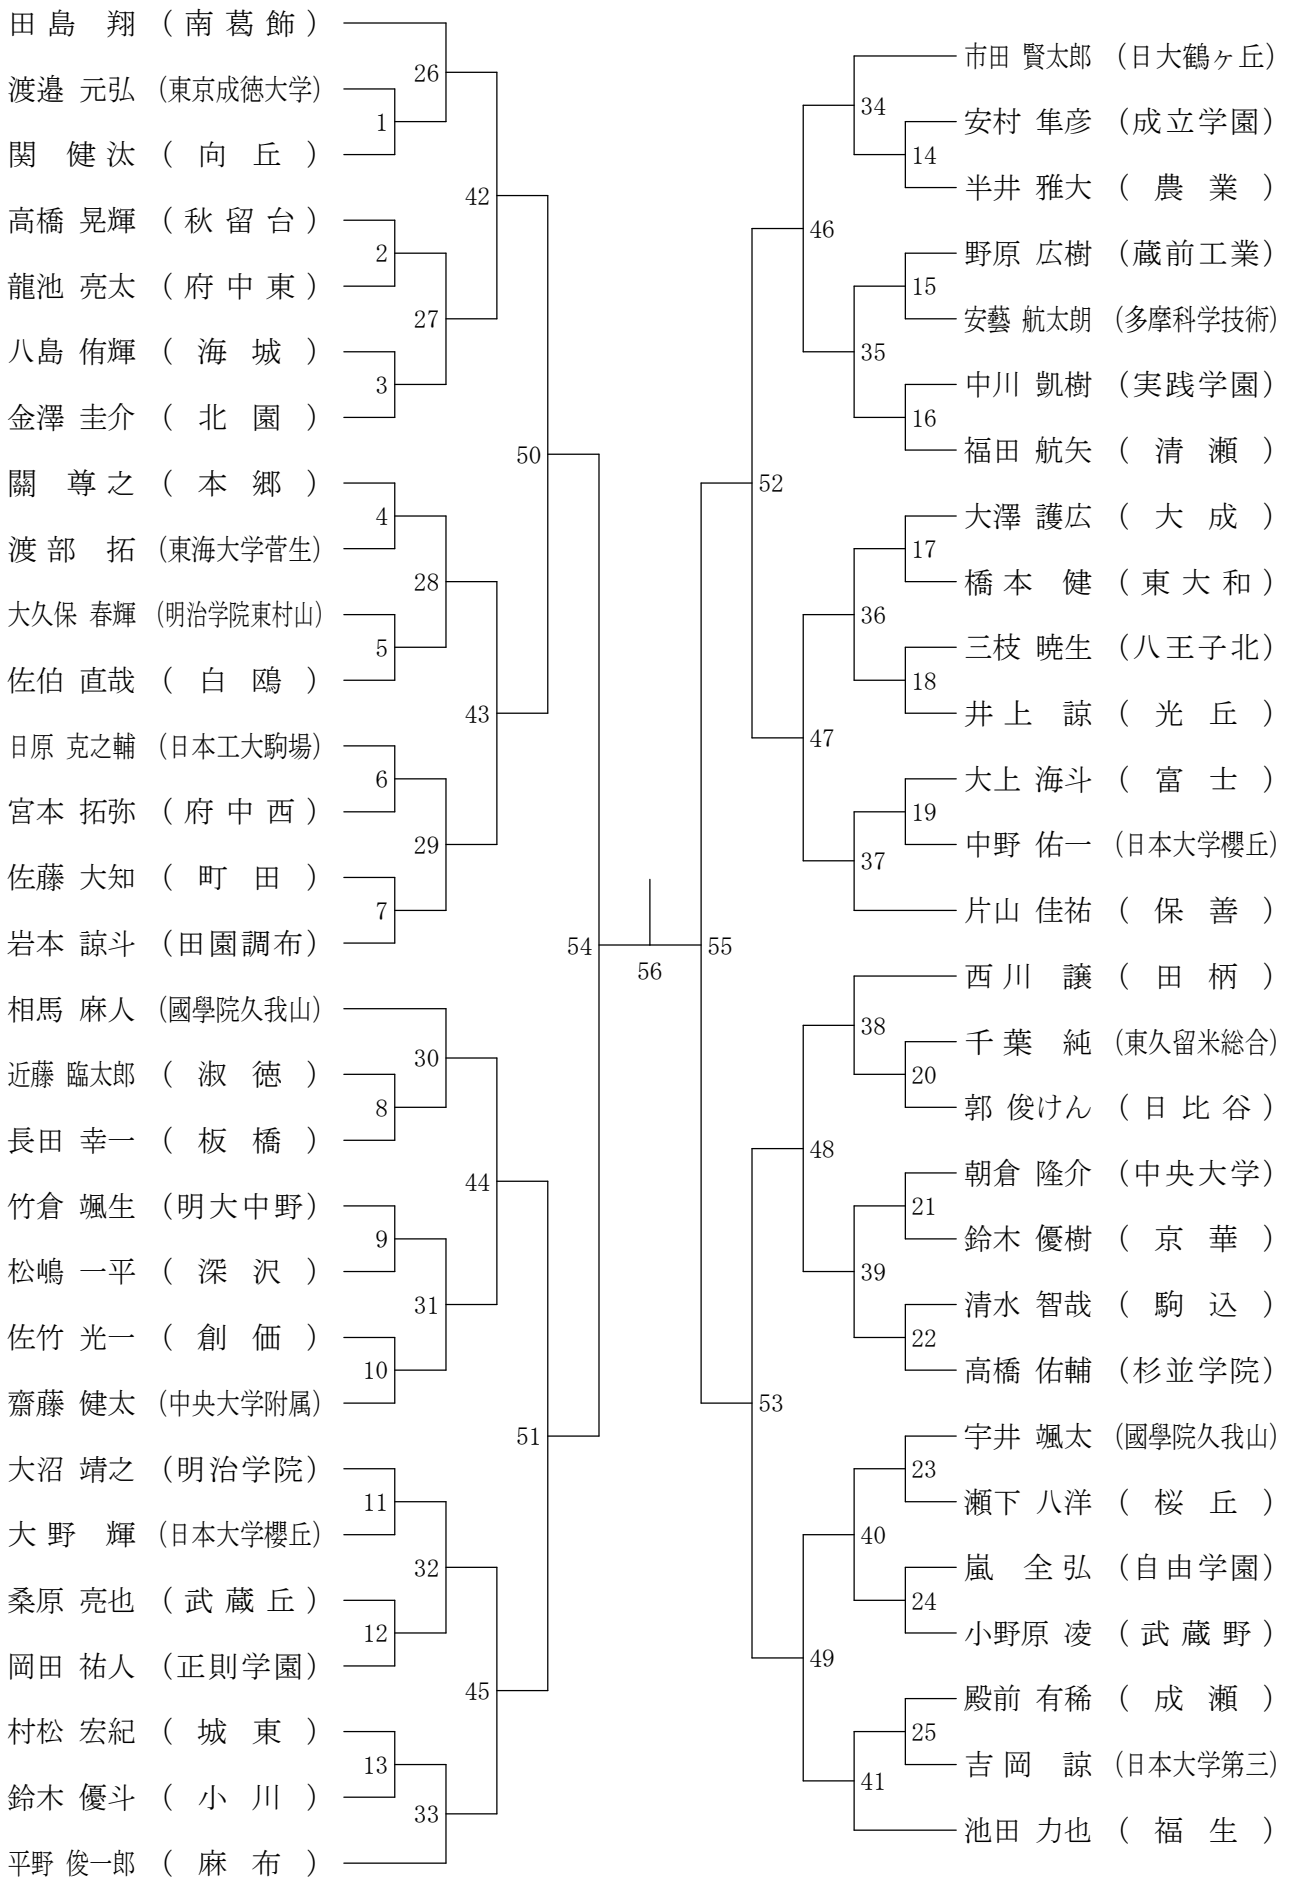 田島 翔 (南葛飾)
渡邉 元弘 (東京成徳大学)
関 健汰 (向丘)
高橋 晃輝 (秋留台)
龍池 亮太 (府中東)
八島 侑輝 (海城)
金澤 圭介 (北園)
關 尊之 (本郷)
渡部 拓 (東海大学菅生)
大久保 春輝 (明治学院東村山)
佐伯 直哉 (白鴎)
日原 克之輔 (日本工大駒場)
宮本 拓弥 (府中西)
佐藤 大知 (町田)
岩本 諒斗 (田園調布)
相馬 麻人 (國學院久我山)
近藤 臨太郎 (淑徳)
長田 幸一 (板橋)
竹倉 颯生 (明大中野)
松嶋 一平 (深沢)
佐竹 光一 (創価)
齋藤 健太 (中央大学附属)
大沼 靖之 (明治学院)
大野 輝 (日本大学櫻丘)
桑原 亮也 (武蔵丘)
岡田 祐人 (正則学園)
村松 宏紀 (城東)
鈴木 優斗 (小川)
平野 俊一郎 (麻布)
1
2
3
4
5
6
7
8
9
10
11
12
13
26
27
28
29
30
31
32
33
42
43
44
45
50
51
54
56
55
52
53
46
47
48
49
34
35
36
37
38
39
40
41
14
15
16
17
18
19
20
21
22
23
24
25
市田 賢太郎 (日大鶴ヶ丘)
安村 隼彦 (成立学園)
半井 雅大 (農業)
野原 広樹 (蔵前工業)
安藝 航太朗 (多摩科学技術)
中川 凱樹 (実践学園)
福田 航矢 (清瀬)
大澤 護広 (大成)
橋本 健 (東大和)
三枝 暁生 (八王子北)
井上 諒 (光丘)
大上 海斗 (富士)
中野 佑一 (日本大学櫻丘)
片山 佳祐 (保善)
西川 譲 (田柄)
千葉 純 (東久留米総合)
郭 俊けん (日比谷)
朝倉 隆介 (中央大学)
鈴木 優樹 (京華)
清水 智哉 (駒込)
高橋 佑輔 (杉並学院)
宇井 颯太 (國學院久我山)
瀬下 八洋 (桜丘)
嵐 全弘 (自由学園)
小野原 凌 (武蔵野)
殿前 有稀 (成瀬)
吉岡 諒 (日本大学第三)
池田 力也 (福生)